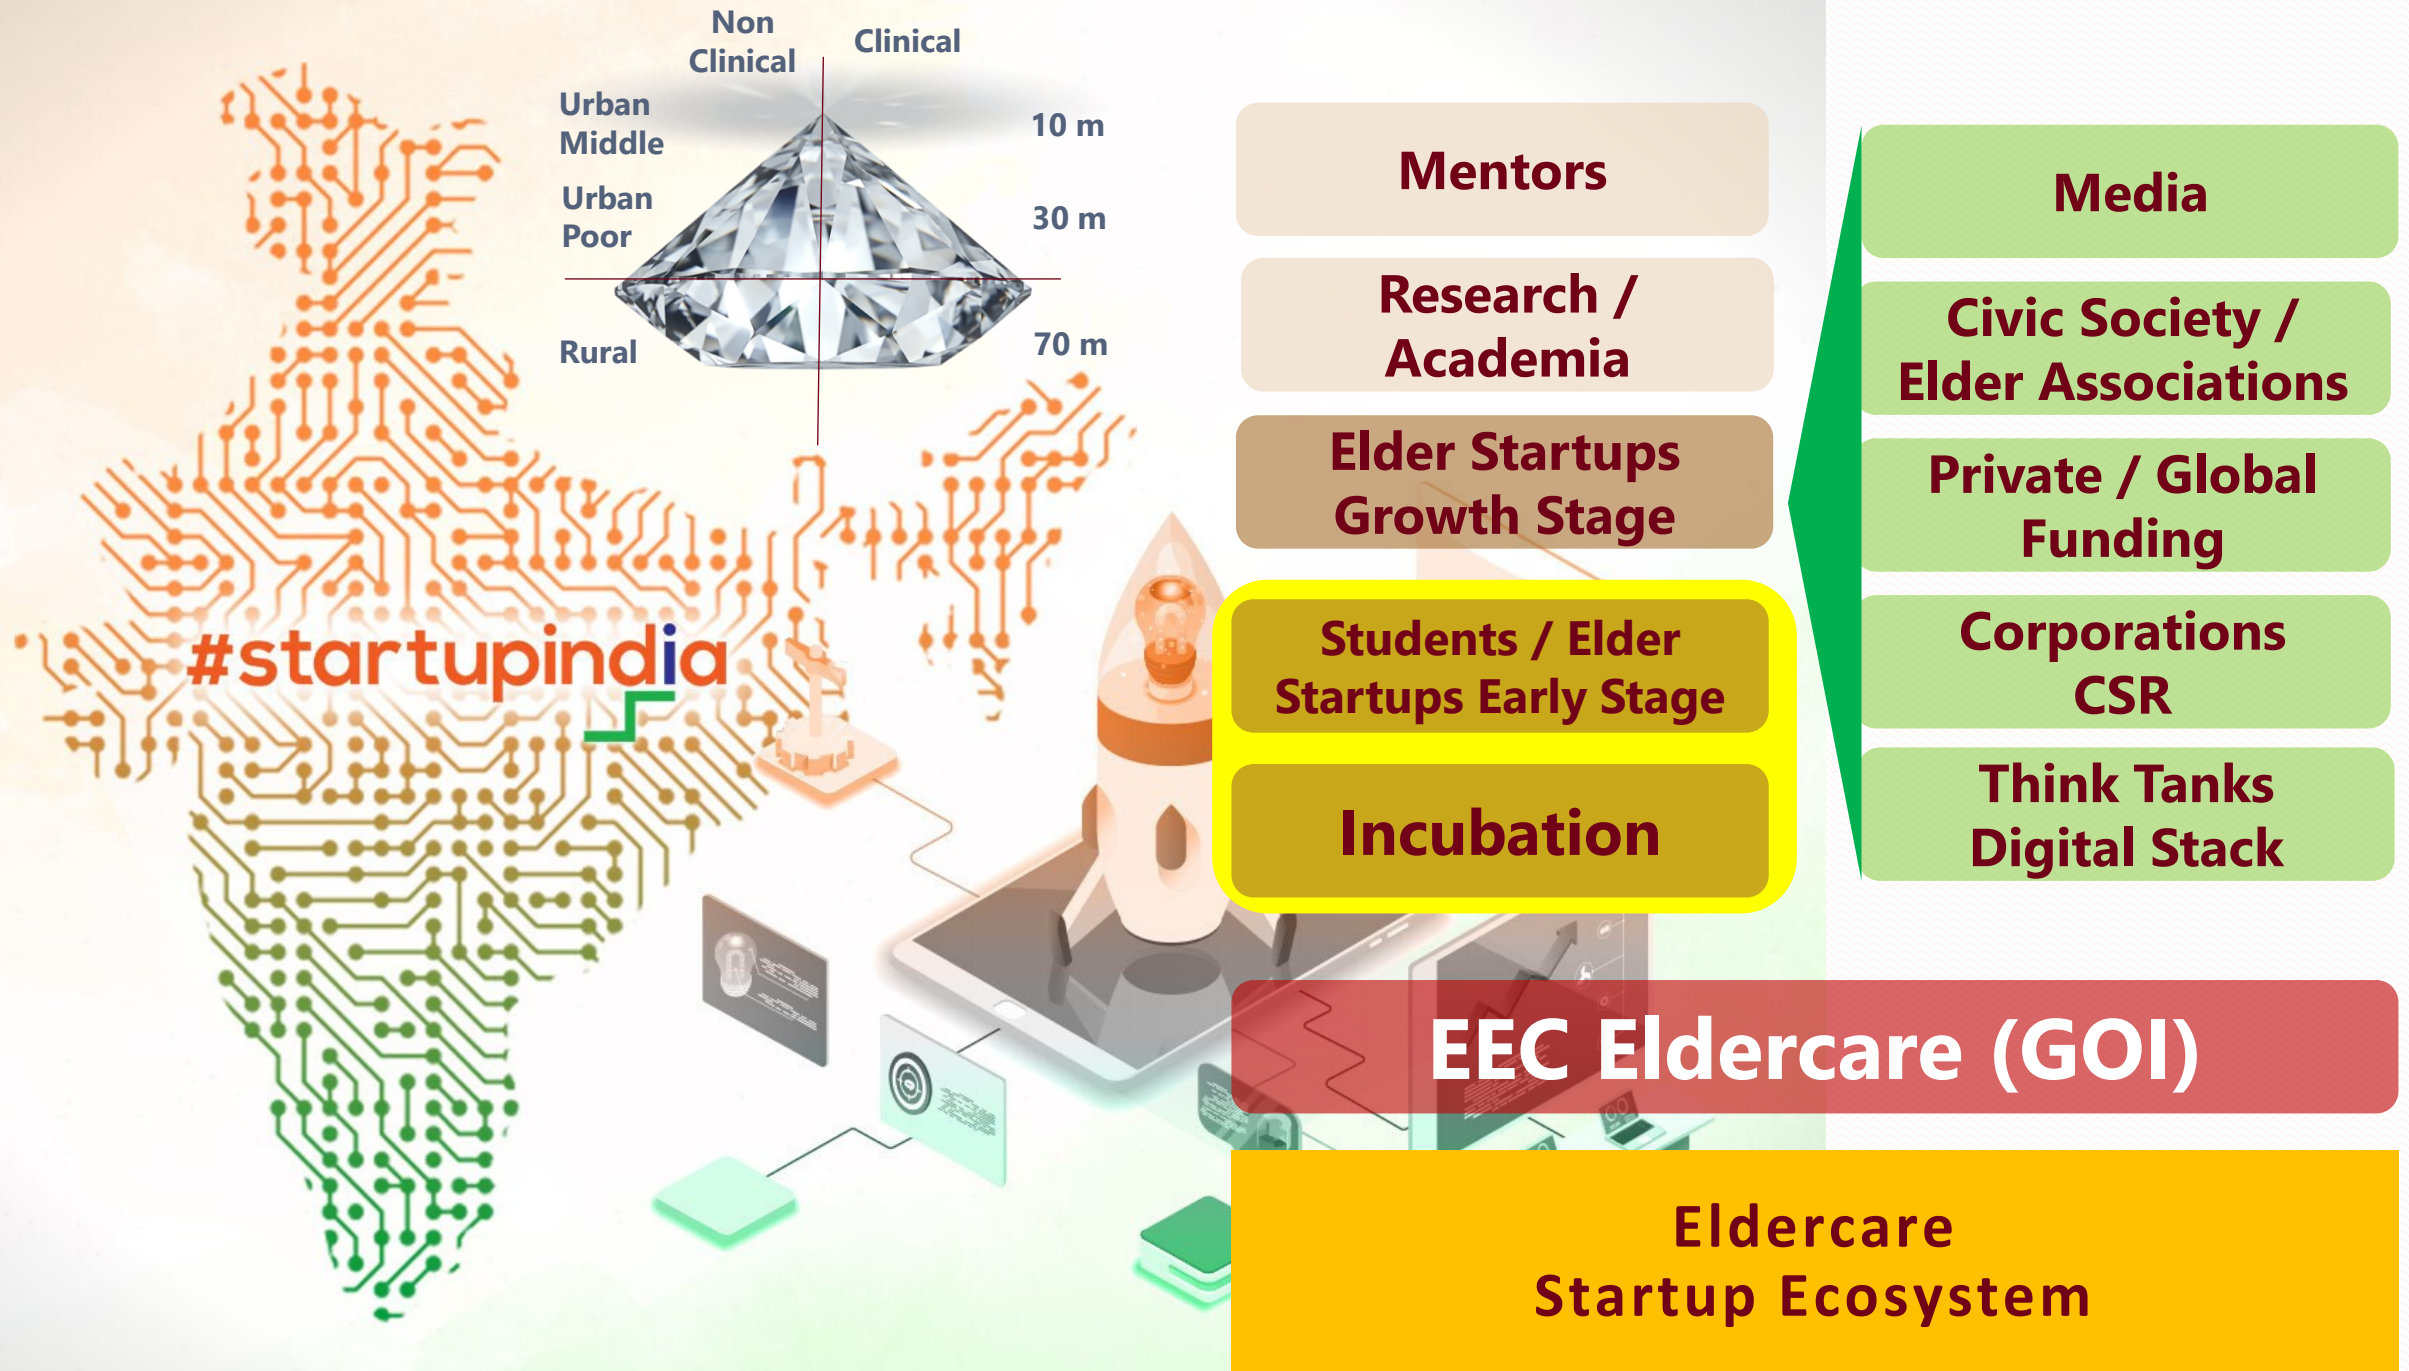 Non
Clinical
Clinical
Urban
Middle
10 m
Urban
Poor
30 m
Rural
70 m
#startupindia
Mentors
Research /
Academia
Elder Startups
Growth Stage
Students / Elder
Startups Early Stage
Incubation
Media
Civic Society /
Elder Associations
Private / Global
Funding
Corporations
CSR
Think Tanks
Digital Stack
EEC Eldercare (GOI)
Eldercare
Startup Ecosystem